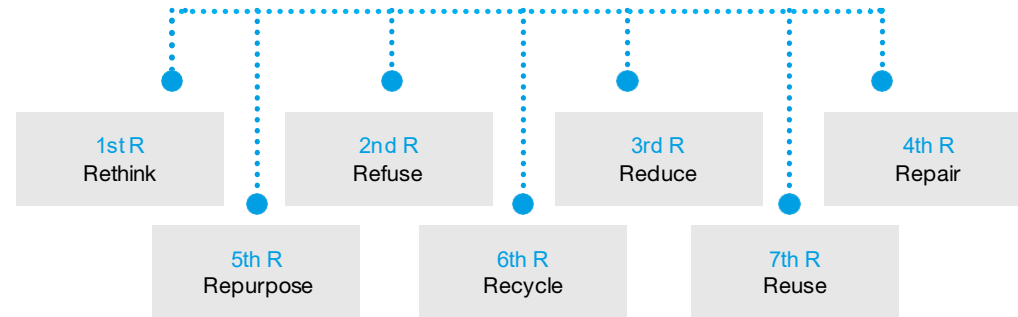 1st R
Rethink
2nd R
Refuse
3rd R
Reduce
4th R
Repair
5th R
Repurpose
6th R
Recycle
7th R
Reuse